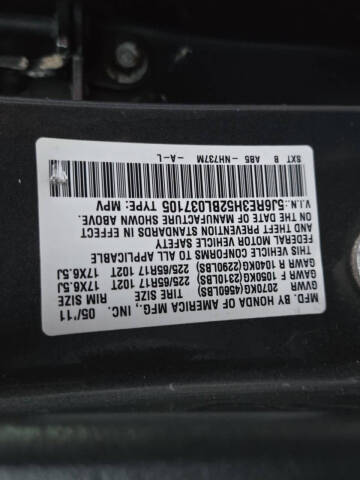 MFD. BY HONDA OF AMERICA MFG., INC. 05/'11
GVWR TIRE SIZE RIM SIZE
2070KG(4560LBS)
GAWR F 1050KG(2310LBS) 225/65R17 102T 17X6.5J
GAWR R 1040KG(2290LBS) 225/65R17 102T 17X6.5J
THIS VEHICLE CONFORMS TO ALL APPLICABLE
FEDERAL MOTOR VEHICLE SAFETY
AND THEFT PREVENTION STANDARDS IN EFFECT
ON THE DATE OF MANUFACTURE SHOWN ABOVE.
V.I.N.: 5J6RE3H52BL037105 TYPE: MPV
SXT B AB5 -NH737M -A-L